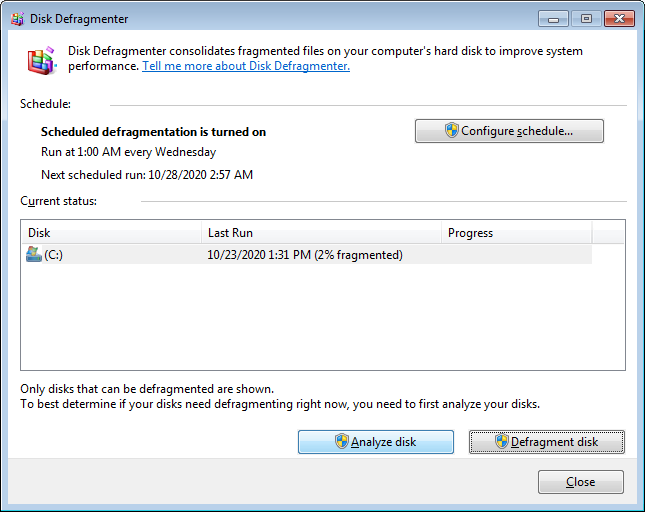 Disk Defragmenter
Disk Defragmenter consolidates fragmented files on your computer's hard disk to improve system
performance. Tell me more about Disk Defragmenter.
Schedule:
Scheduled defragmentation is turned on
Configure schedule...
Run at 1:00 AM every Wednesday
Next scheduled run: 10/28/2020 2:57 AM
Current status:
Disk Last Run Progress
(C:) 10/23/2020 1:31 PM (2% fragmented)
Only disks that can be defragmented are shown.
To best determine if your disks need defragmenting right now, you need to first analyze your disks.
Analyze disk Defragment disk
Close